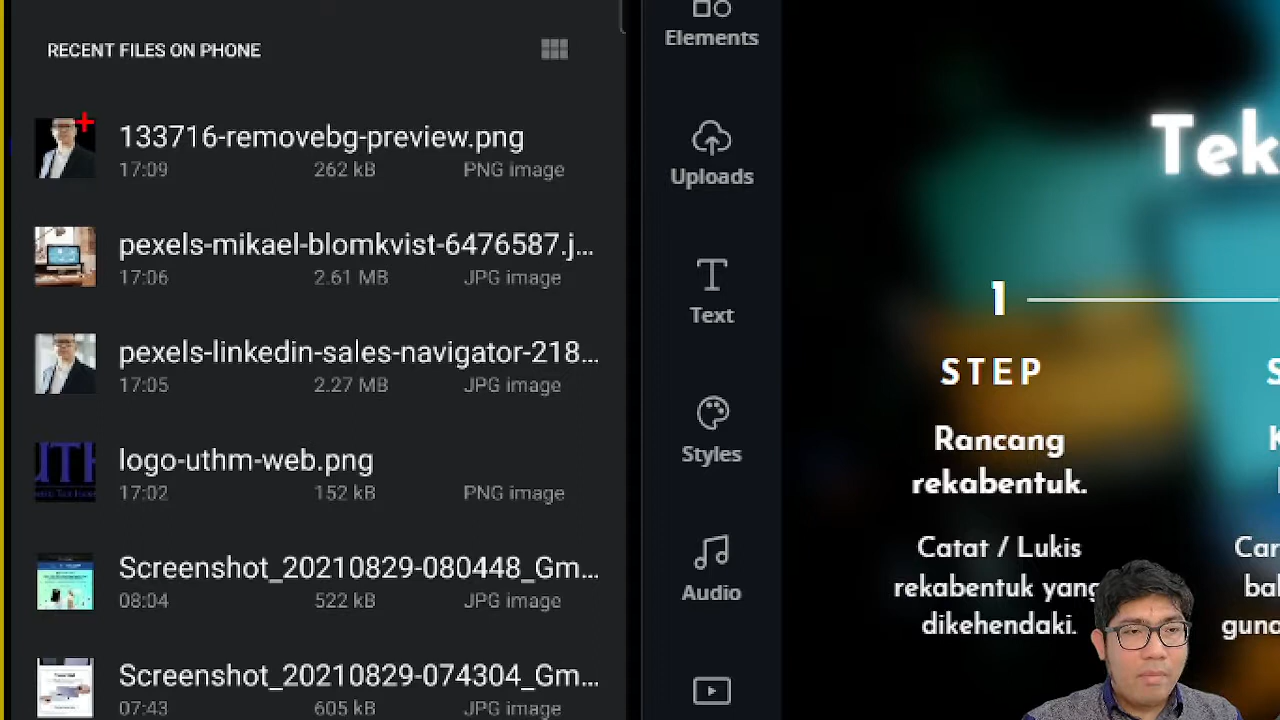 RECENT FILES ON PHONE
133716-removebg-preview.png
17:09 262 kB PNG image
pexels-mikael-blomkvist-6476587.j...
17:06 2.61 MB JPG image
pexels-linkedin-sales-navigator-218...
17:05 2.27 MB JPG image
logo-uthm-web.png
17:02 152 kB PNG image
Screenshot_20210829-080448_Gm...
08:04 522 kB JPG image
Screenshot_20210829-074304_Gm...
07:43 605 kB JPG image
Elements
Uploads
Text
Styles
Audio
Tek
1
STEP
S
Rancang
rekabentuk.
Catat / Lukis
rekabentuk yang
dikehendaki.
K
Car
bal
guna